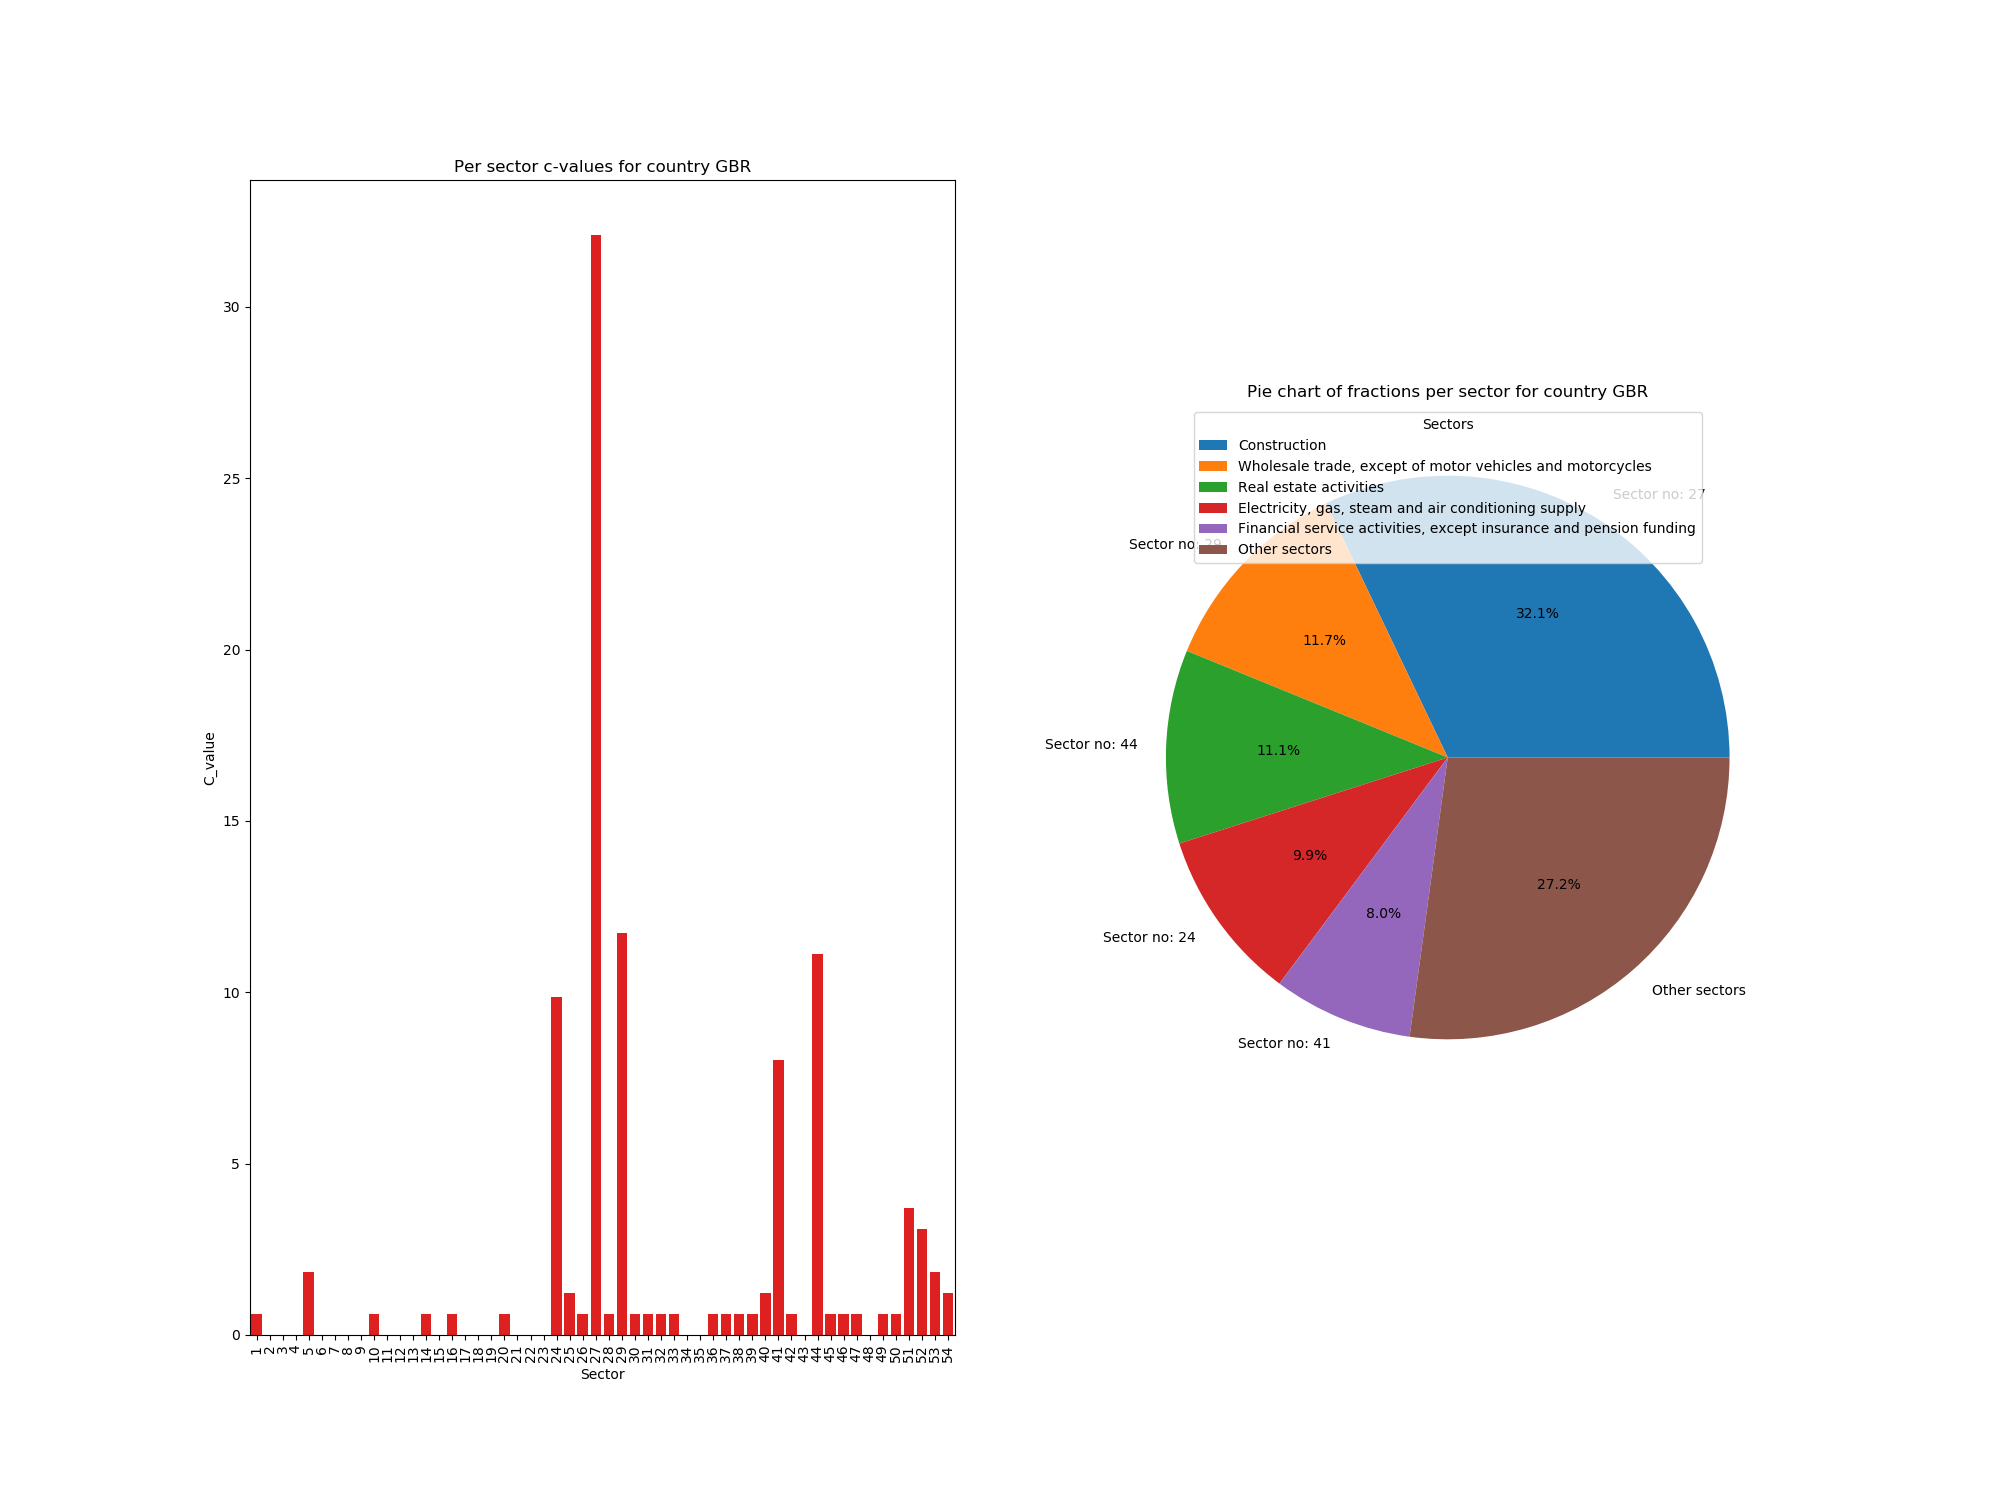 Per sector c-values for country GBR
C_value
30
25
20
15
10
5
0
1 2 3 4 5 6 7 8 9 10 11 12 13 14 15 16 17 18 19 20 21 22 23 24 25 26 27 28 29 30 31 32 33 34 35 36 37 38 39 40 41 42 43 44 45 46 47 48 49 50 51 52 53 54
Sector
Pie chart of fractions per sector for country GBR
Sectors
Construction
Wholesale trade, except of motor vehicles and motorcycles
Real estate activities
Electricity, gas, steam and air conditioning supply
Financial service activities, except insurance and pension funding
Other sectors
Sector no: 27
Sector no: 29
Sector no: 44
Sector no: 24
Sector no: 41
Other sectors
32.1%
11.7%
11.1%
9.9%
8.0%
27.2%